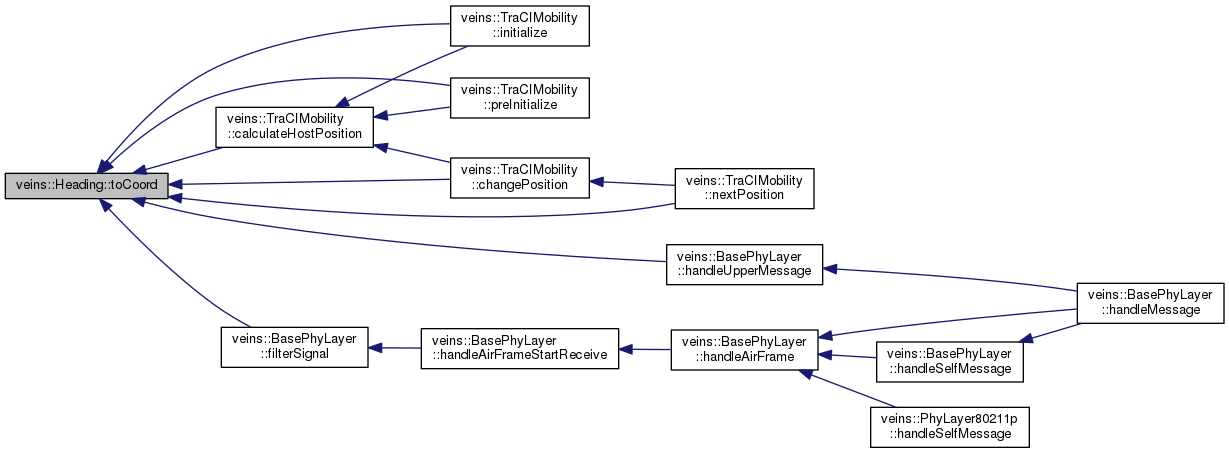 veins::TraCIMobility
::initialize
veins::TraCIMobility
::preInitialize
veins::TraCIMobility
::calculateHostPosition
veins::TraCIMobility
::changePosition
veins::Heading::toCoord
veins::TraCIMobility
::nextPosition
veins::BasePhyLayer
::handleUpperMessage
veins::BasePhyLayer
::handleMessage
veins::BasePhyLayer
::filterSignal
veins::BasePhyLayer
::handleAirFrameStartReceive
veins::BasePhyLayer
::handleAirFrame
veins::BasePhyLayer
::handleSelfMessage
veins::PhyLayer80211p
::handleSelfMessage